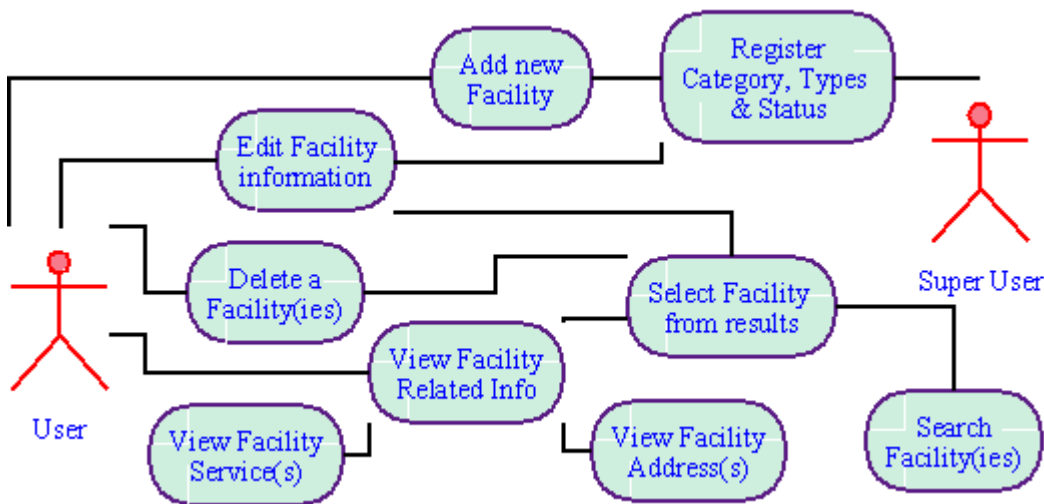 Add new
Facility
Register
Category, Types
& Status
Edit Facility
information
Super User
Delete a
Facility(ies)
Select Facility
from results
View Facility
Related Info
User
View Facility
Service(s)
View Facility
Address(s)
Search
Facility(ies)